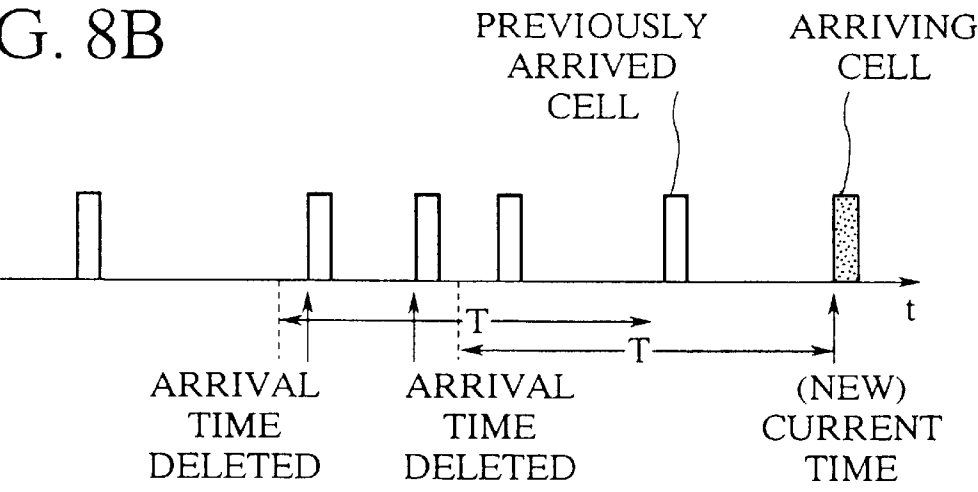 G. 8B
PREVIOUSLY
ARRIVED
CELL
ARRIVING
CELL
t
T
T
ARRIVAL
TIME
DELETED
ARRIVAL
TIME
DELETED
(NEW)
CURRENT
TIME